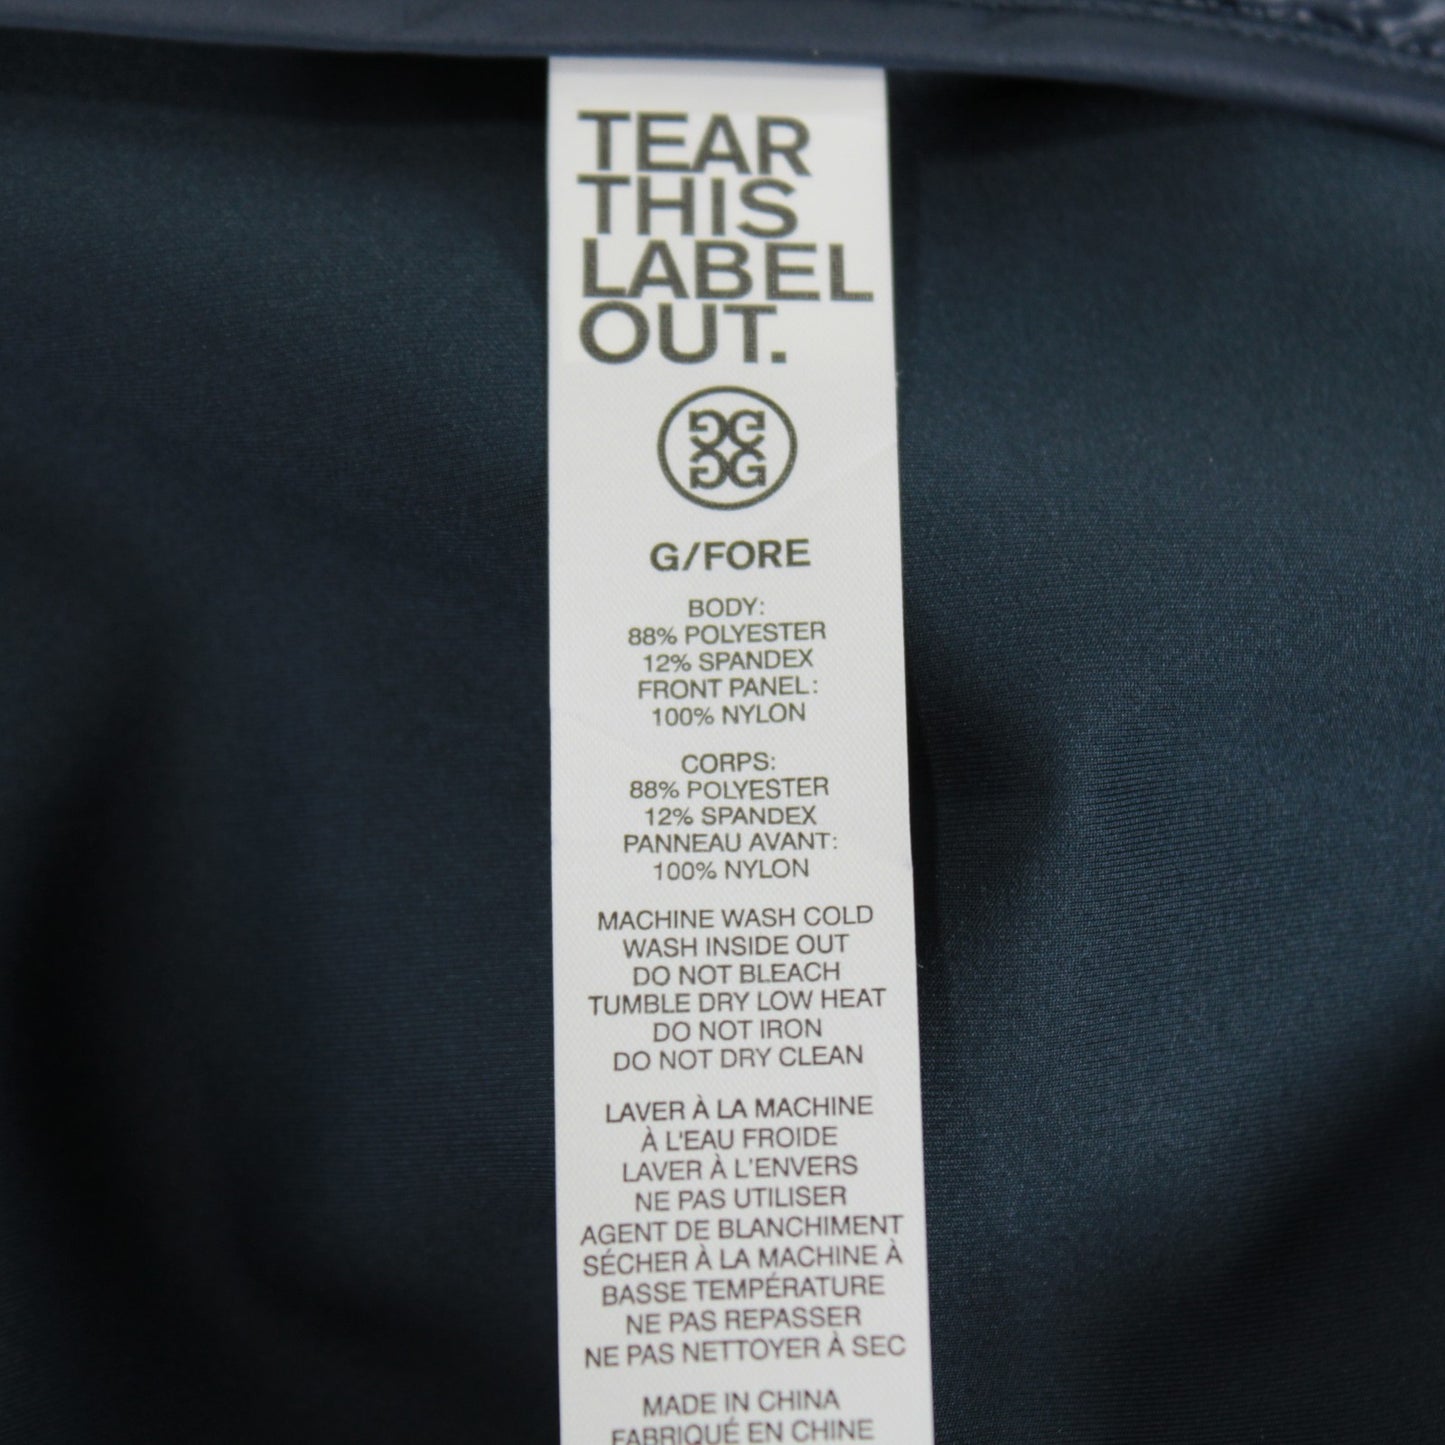 TEAR
THIS
LABEL
OUT.
G/FORE
BODY:
88% POLYESTER
12% SPANDEX
FRONT PANEL:
100% NYLON
CORPS:
88% POLYESTER
12% SPANDEX
PANNEAU AVANT:
100% NYLON
MACHINE WASH COLD
WASH INSIDE OUT
DO NOT BLEACH
TUMBLE DRY LOW HEAT
DO NOT IRON
DO NOT DRY CLEAN
LAVER À LA MACHINE
À L'EAU FROIDE
LAVER À L'ENVERS
NE PAS UTILISER
AGENT DE BLANCHIMENT
SÉCHER À LA MACHINE À
BASSE TEMPÉRATURE
NE PAS REPASSER
NE PAS NETTOYER À SEC
MADE IN CHINA
FABRIQUÉ EN CHINE